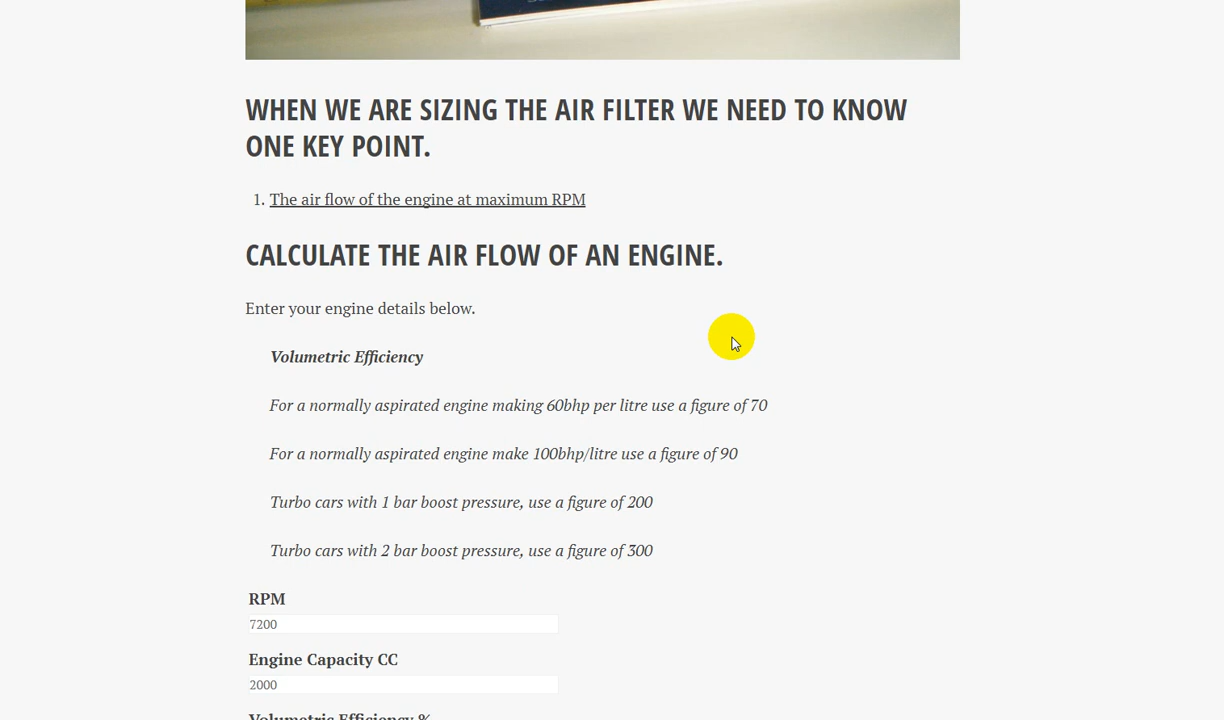 WHEN WE ARE SIZING THE AIR FILTER WE NEED TO KNOW
ONE KEY POINT.
1. The air flow of the engine at maximum RPM
CALCULATE THE AIR FLOW OF AN ENGINE.
Enter your engine details below.
Volumetric Efficiency
For a normally aspirated engine making 60bhp per litre use a figure of 70
For a normally aspirated engine make 100bhp/litre use a figure of 90
Turbo cars with 1 bar boost pressure, use a figure of 200
Turbo cars with 2 bar boost pressure, use a figure of 300
RPM
7200
Engine Capacity CC
2000
Volumetric Efficiency %